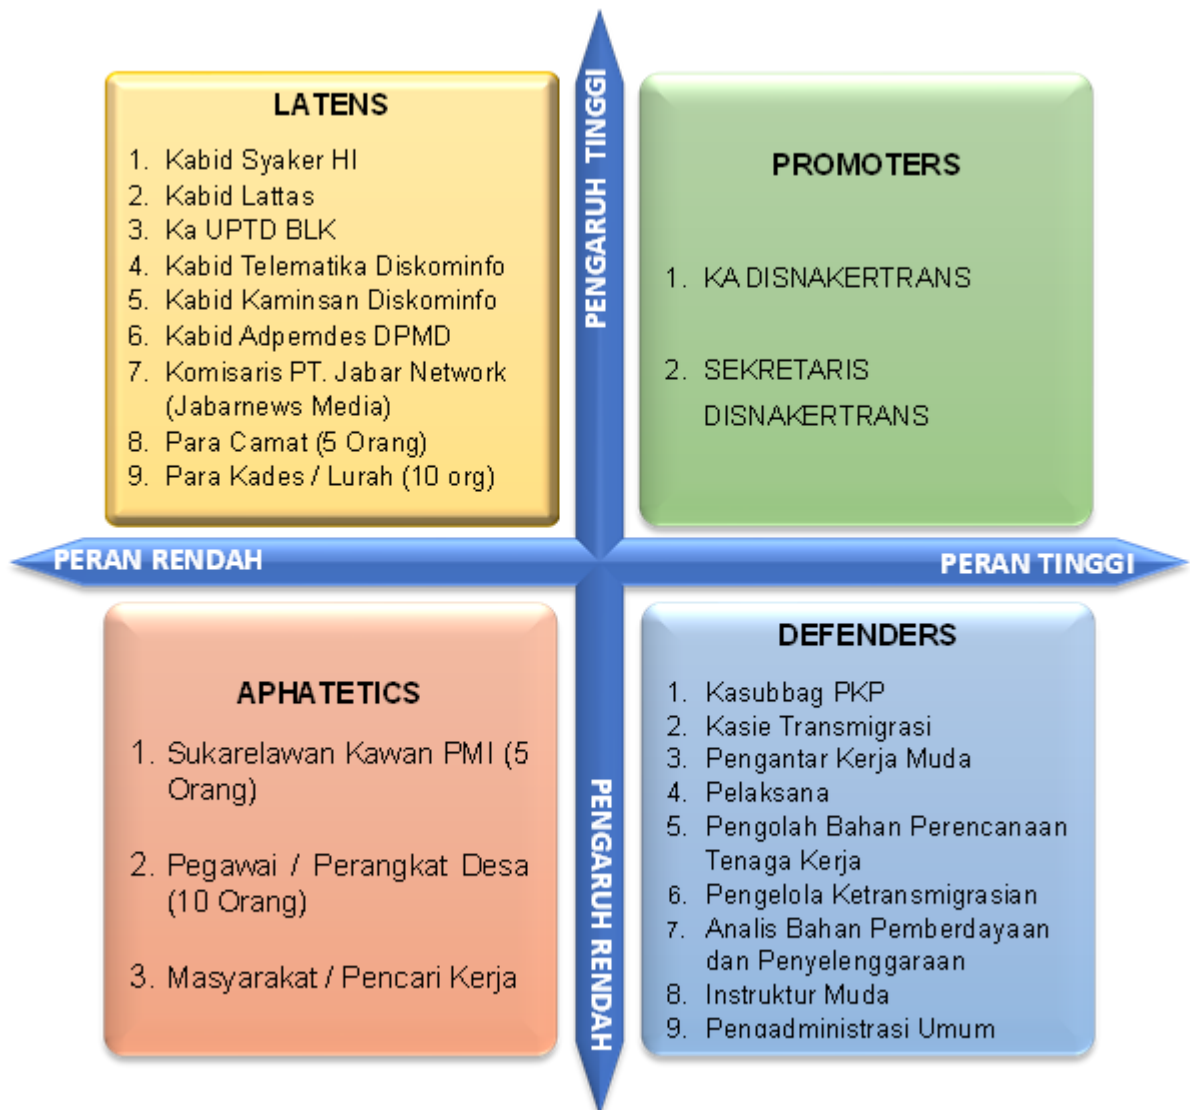 PENGARUH TINGGI
LATENS
1. Kabid Syaker HI
2. Kabid Lattas
3. Ka UPTD BLK
4. Kabid Telematika Diskominfo
5. Kabid Kaminsan Diskominfo
6. Kabid Adpemdes DPMD
7. Komisaris PT. Jabar Network
(Jabarnews Media)
8. Para Camat (5 Orang)
9. Para Kades / Lurah (10 org)
PROMOTERS
1. KA DISNAKERTRANS
2. SEKRETARIS
DISNAKERTRANS
PERAN RENDAH
PERAN TINGGI
APHATETICS
1. Sukarelawan Kawan PMI (5
Orang)
2. Pegawai / Perangkat Desa
(10 Orang)
3. Masyarakat / Pencari Kerja
PENGARUH RENDAH
DEFENDERS
1. Kasubbag PKP
2. Kasie Transmigrasi
3. Pengantar Kerja Muda
4. Pelaksana
5. Pengolah Bahan Perencanaan
Tenaga Kerja
6. Pengelola Ketransmigrasian
7. Analis Bahan Pemberdayaan
dan Penyelenggaraan
8. Instruktur Muda
9. Pengadministrasi Umum